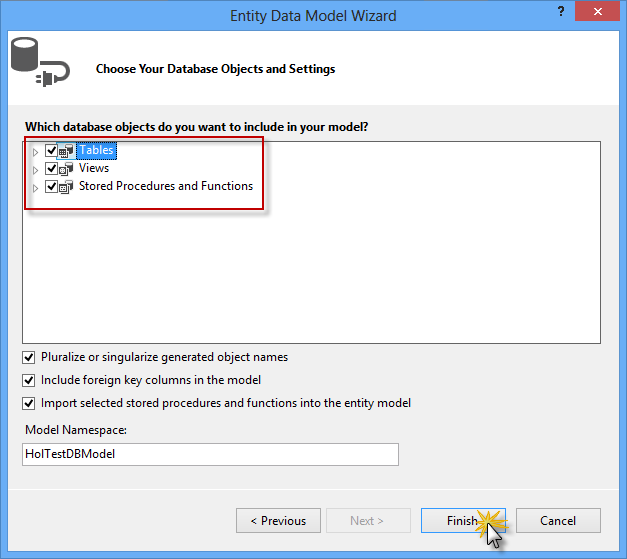 Entity Data Model Wizard
?
Choose Your Database Objects and Settings
Which database objects do you want to include in your model?
Tables
Views
Stored Procedures and Functions
Pluralize or singularize generated object names
Include foreign key columns in the model
Import selected stored procedures and functions into the entity model
Model Namespace:
HolTestDBModel
< Previous Next > Finish Cancel